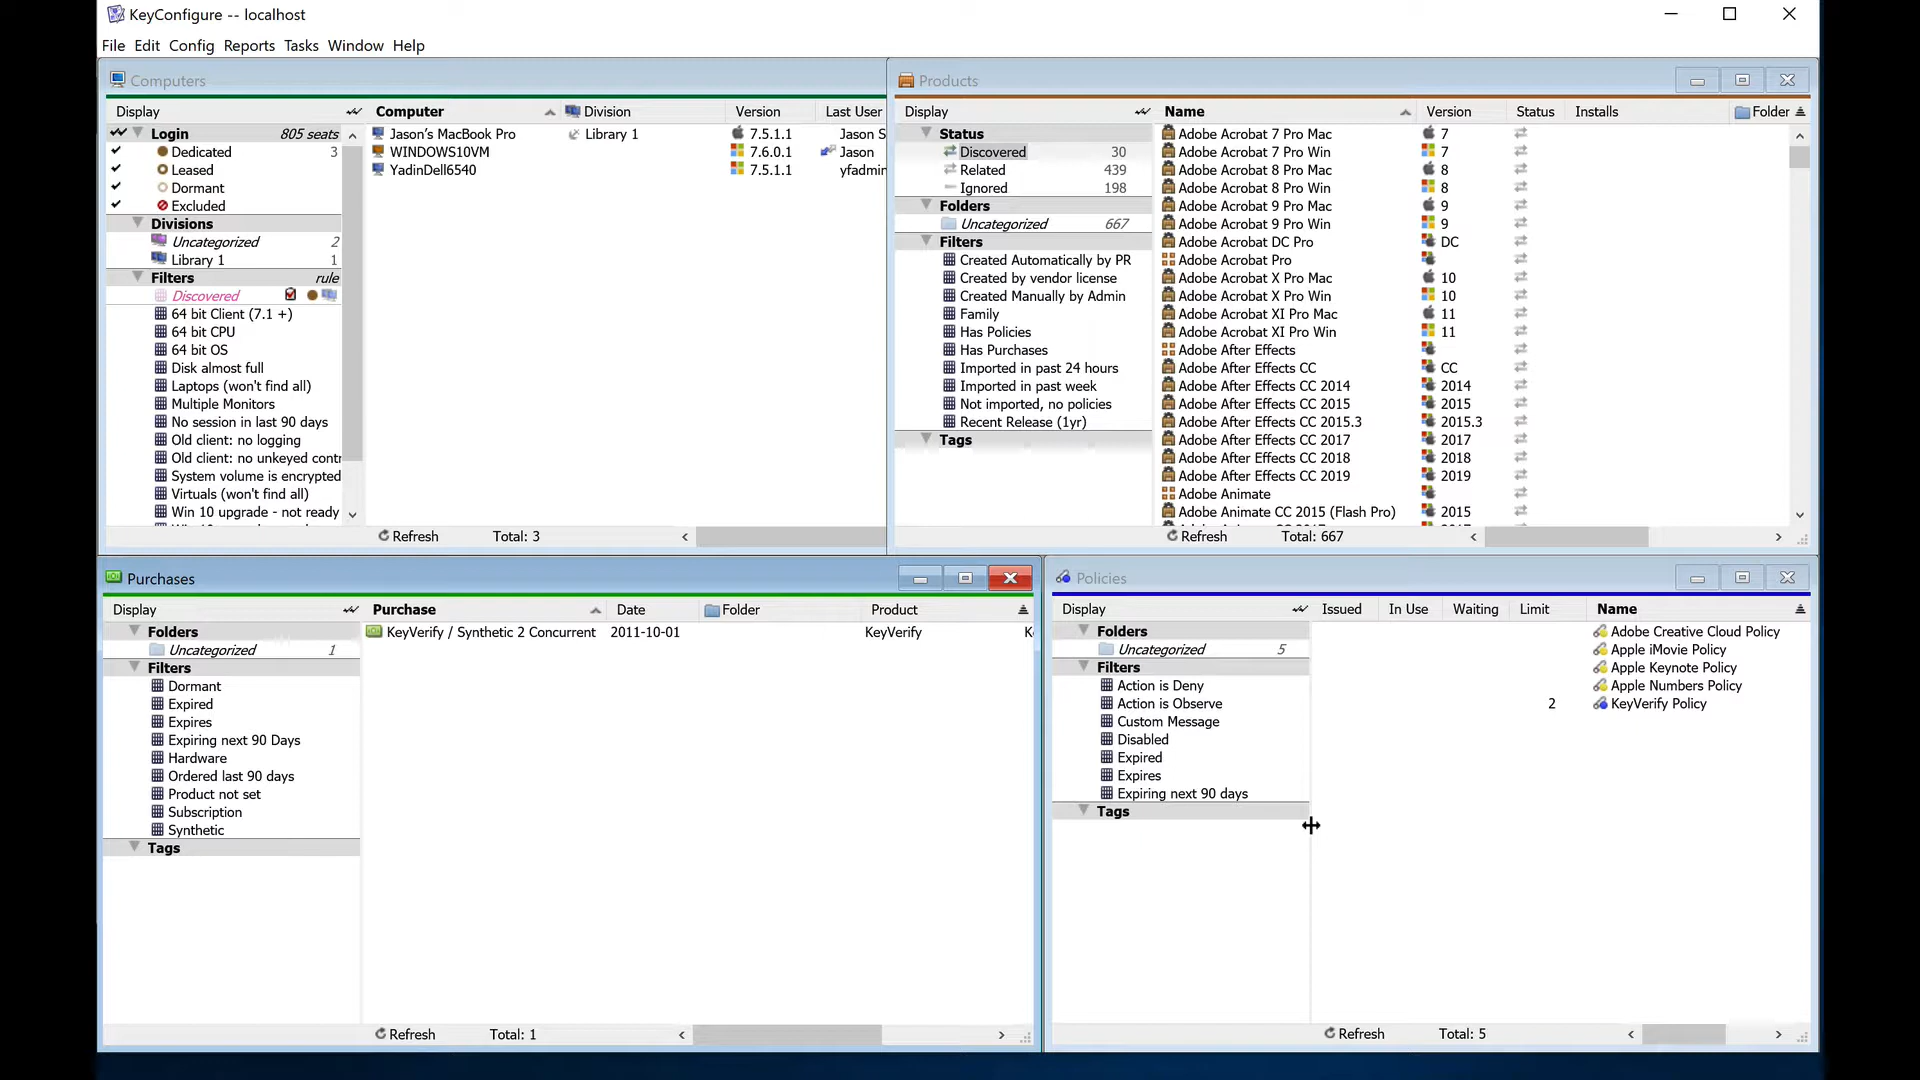 KeyConfigure -- localhost
File Edit Config Reports Tasks Window Help
Computers
Display
Login 805 seats
Dedicated 3
Leased
Dormant
Excluded
Divisions
Uncategorized 2
Library 1 1
Filters rule
Discovered
64 bit Client (7.1 +)
64 bit CPU
64 bit OS
Disk almost full
Laptops (won't find all)
Multiple Monitors
No session in last 90 days
Old client: no logging
Old client: no unkeyed contr
System volume is encrypted
Virtuals (won't find all)
Win 10 upgrade - not ready
Computer Division Version Last User
Jason's MacBook Pro Library 1 7.5.1.1 Jason S
WINDOWS10VM 7.6.0.1 Jason
YadinDell6540 7.5.1.1 yfadmin
Refresh Total: 3
Products
Display
Status
Discovered 30
Related 439
Ignored 198
Folders
Uncategorized 667
Filters
Created Automatically by PR
Created by vendor license
Created Manually by Admin
Family
Has Policies
Has Purchases
Imported in past 24 hours
Imported in past week
Not imported, no policies
Recent Release (1yr)
Tags
Name Version Status Installs Folder
Adobe Acrobat 7 Pro Mac 7
Adobe Acrobat 7 Pro Win 7
Adobe Acrobat 8 Pro Mac 8
Adobe Acrobat 8 Pro Win 8
Adobe Acrobat 9 Pro Mac 9
Adobe Acrobat 9 Pro Win 9
Adobe Acrobat DC Pro DC
Adobe Acrobat Pro
Adobe Acrobat X Pro Mac 10
Adobe Acrobat X Pro Win 10
Adobe Acrobat XI Pro Mac 11
Adobe Acrobat XI Pro Win 11
Adobe After Effects
Adobe After Effects CC CC
Adobe After Effects CC 2014 2014
Adobe After Effects CC 2015 2015
Adobe After Effects CC 2015.3 2015.3
Adobe After Effects CC 2017 2017
Adobe After Effects CC 2018 2018
Adobe After Effects CC 2019 2019
Adobe Animate
Adobe Animate CC 2015 (Flash Pro) 2015
Refresh Total: 667
Purchases
Display
Folders
Uncategorized 1
Filters
Dormant
Expired
Expires
Expiring next 90 Days
Hardware
Ordered last 90 days
Product not set
Subscription
Synthetic
Tags
Purchase Date Folder Product
KeyVerify / Synthetic 2 Concurrent 2011-10-01 KeyVerify
Refresh Total: 1
Policies
Display
Folders
Uncategorized 5
Filters
Action is Deny
Action is Observe
Custom Message
Disabled
Expired
Expires
Expiring next 90 days
Tags
Issued In Use Waiting Limit Name
Adobe Creative Cloud Policy
Apple iMovie Policy
Apple Keynote Policy
Apple Numbers Policy
2 KeyVerify Policy
Refresh Total: 5